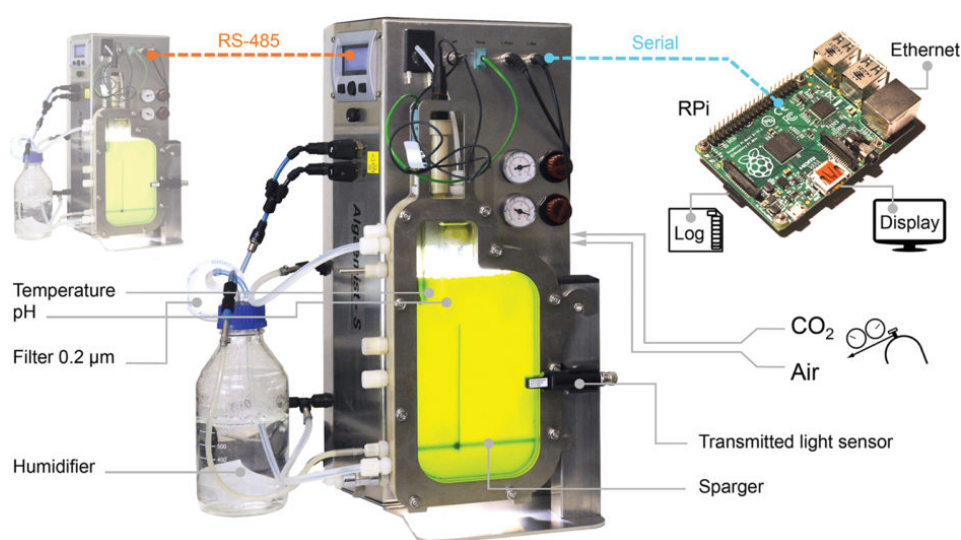 RS-485
Serial
Ethernet
RPi
Log
Display
Temperature
pH
Filter 0.2 µm
CO₂
Air
Transmitted light sensor
Humidifier
Sparger
Algaemist-S